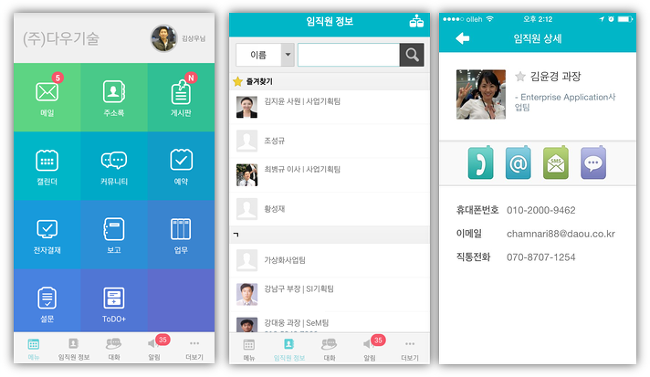 (주)다우기술
김상우님
5
N
메일
주소록
게시판
캘린더
커뮤니티
예약
전자결재
보고
업무
설문
ToDO+
35
메뉴
임직원 정보
대화
알림
더보기
임직원 정보
이름
즐겨찾기
김지윤 사원 | 사업기획팀
조성규
최병규 이사 | 사업기획팀
황성재
ㄱ
가상화사업팀
강남구 부장 | SI기획팀
강대웅 과장 | SeM팀
35
메뉴
임직원 정보
대화
알림
더보기
olleh
오후 2:12
임직원 상세
김윤경 과장
- Enterprise Application사
업팀
@
SMS
휴대폰번호 010-2000-9462
이메일 chamnari88@daou.co.kr
직통전화 070-8707-1254